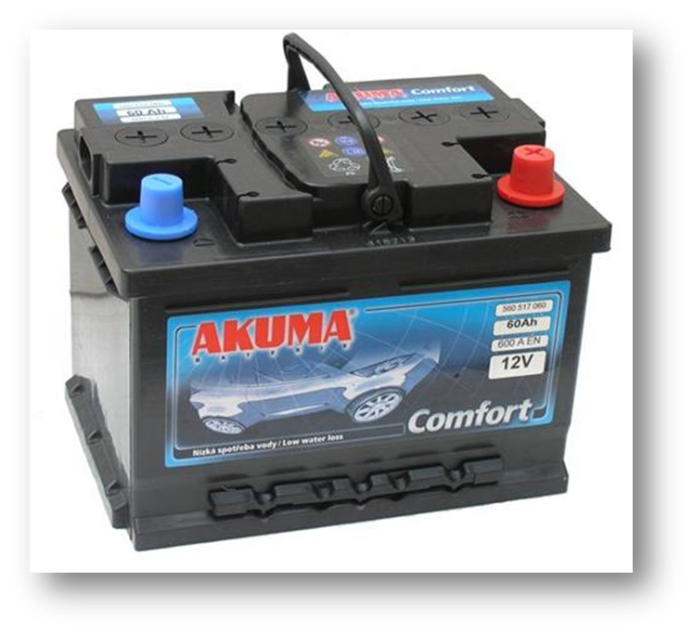 60 Ah
AKUMA Comfort
+
AKUMA
BATTERY
560 517 060
60Ah
600 A EN
12V
Comfort
Nízká spotřeba vody / Low water loss